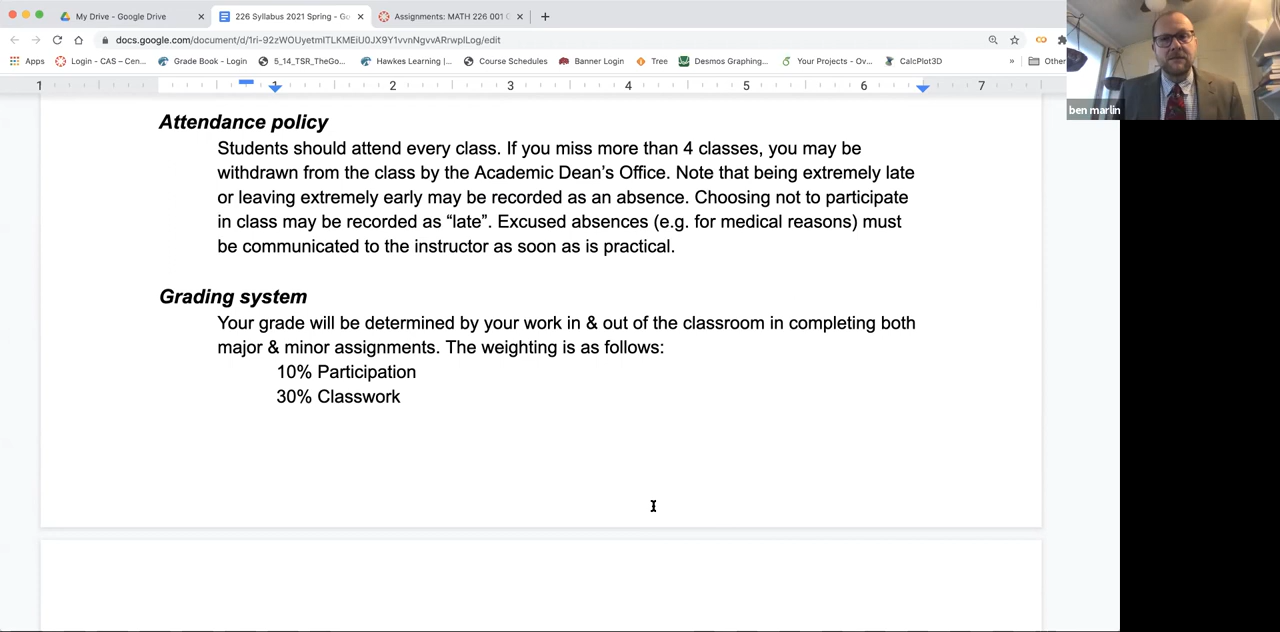 My Drive - Google Drive
226 Syllabus 2021 Spring - Go
Assignments: MATH 226 001 C
docs.google.com/document/d/1ri-92zWOUyetmITLKMEiU0JX9Y1vvnNgvvARrwplLog/edit
Apps
Login - CAS – Cen...
Grade Book - Login
5_14_TSR_TheGo...
Hawkes Learning |...
Course Schedules
Banner Login
Tree
Desmos Graphing...
Your Projects - Ov...
CalcPlot3D
»
Other
ben marlin
1 1 2 3 4 5 6 7
Attendance policy
Students should attend every class. If you miss more than 4 classes, you may be
withdrawn from the class by the Academic Dean’s Office. Note that being extremely late
or leaving extremely early may be recorded as an absence. Choosing not to participate
in class may be recorded as “late”. Excused absences (e.g. for medical reasons) must
be communicated to the instructor as soon as is practical.
Grading system
Your grade will be determined by your work in & out of the classroom in completing both
major & minor assignments. The weighting is as follows:
10% Participation
30% Classwork